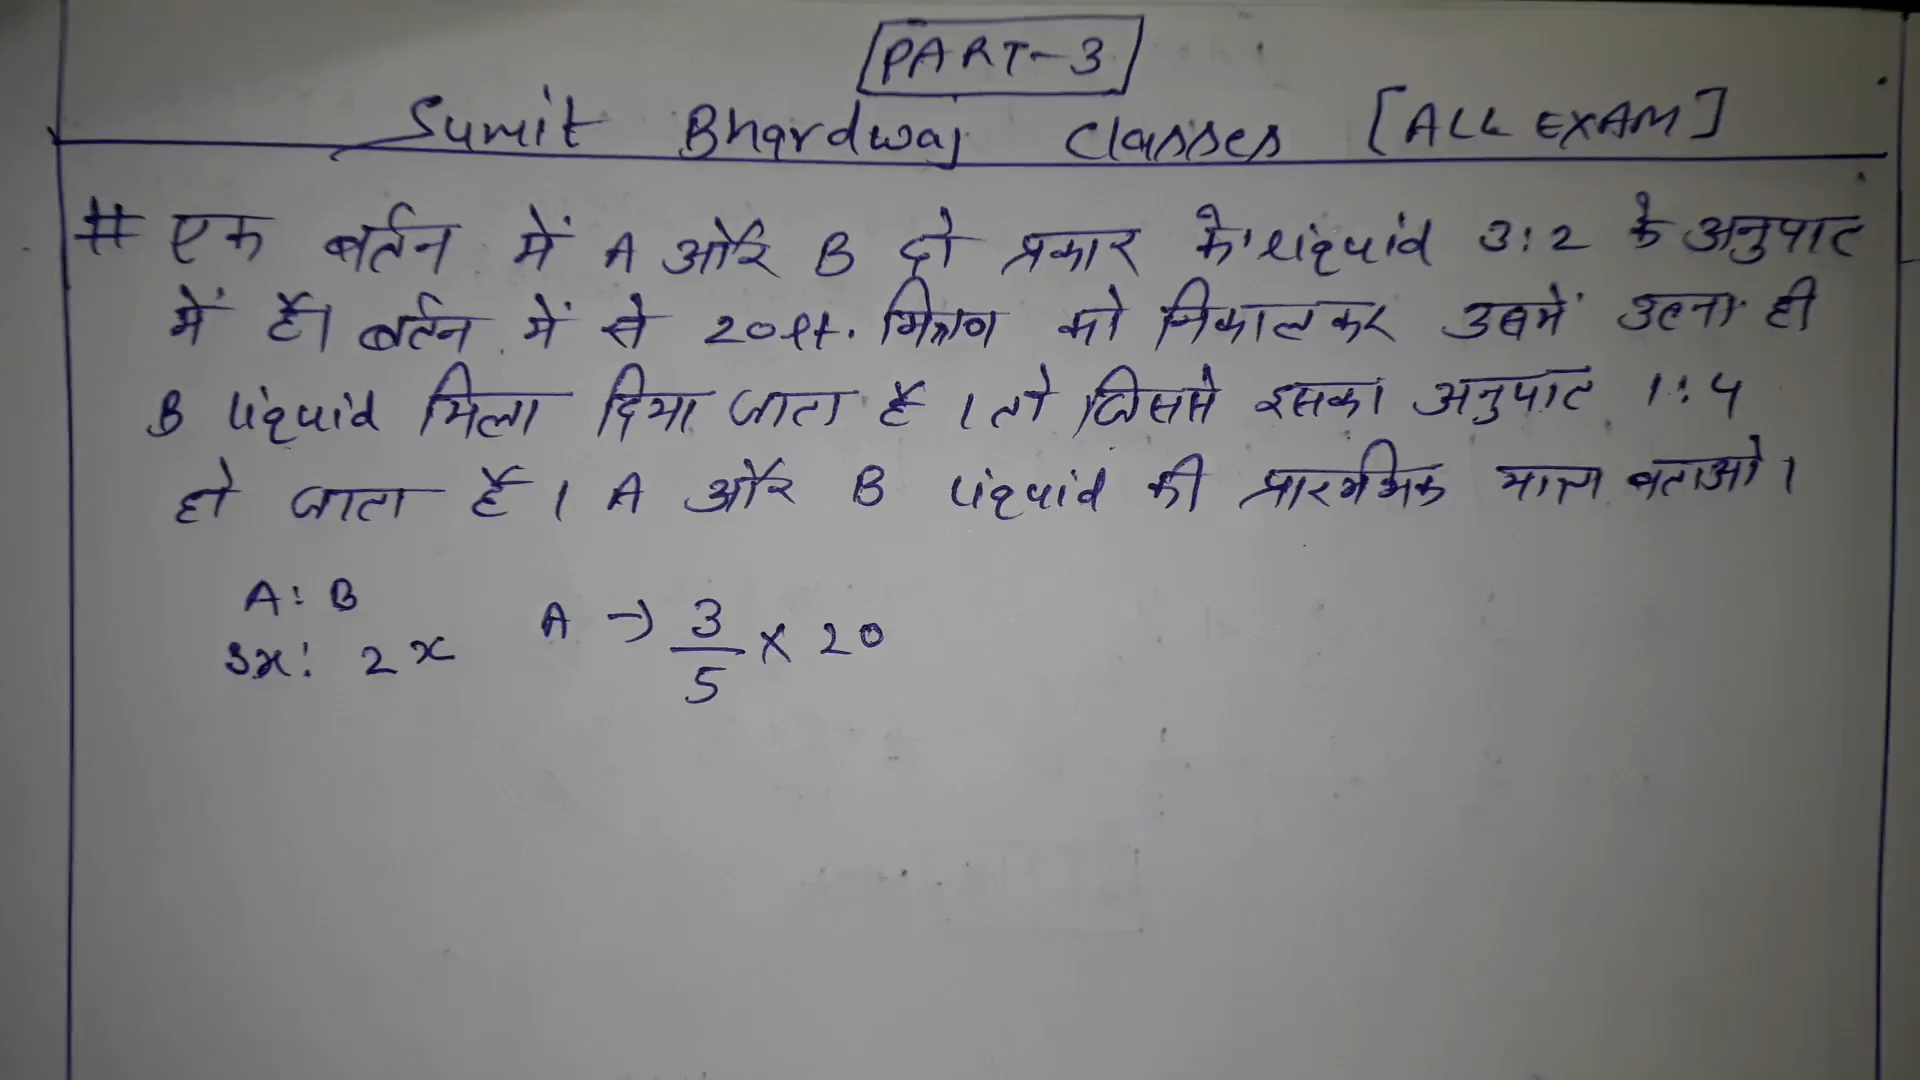 PART-3
Sumit Bhardwaj Classes [ALL EXAM]
# एक बर्तन में A और B दो प्रकार के liquid 3:2 के अनुपात
में हैं। बर्तन में से 20 lt. मिश्रण को निकालकर उसमें उतना ही
B liquid मिला दिया जाता है । तो जिससे इसका अनुपात 1:4
हो जाता है । A और B liquid की प्रारम्भिक मात्रा बताओ ।
A : B
3x : 2x
A → 3/5 × 20